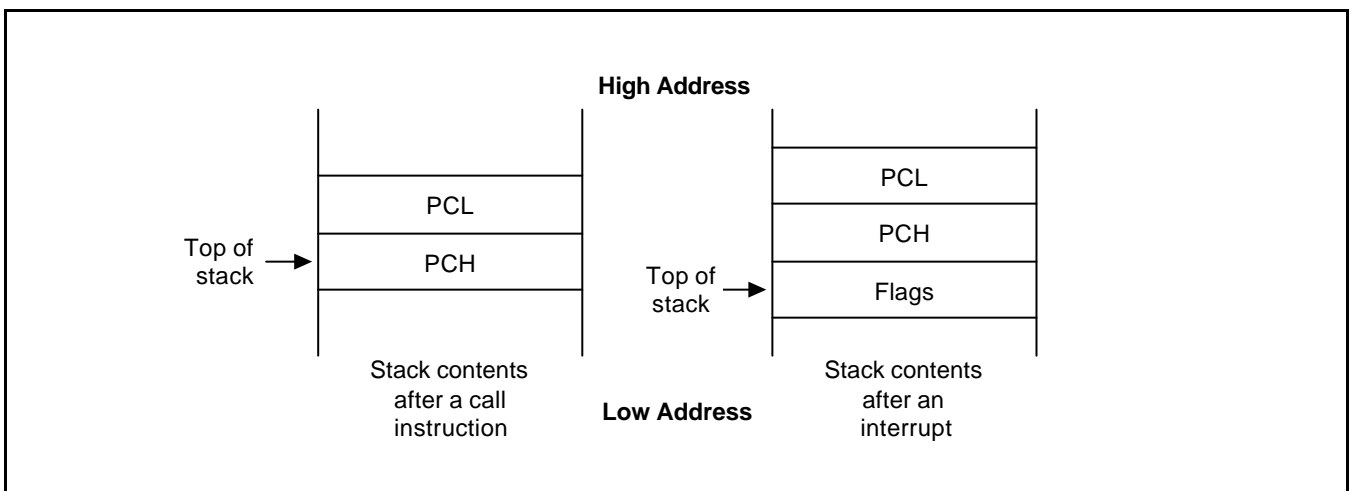 High Address
PCL
PCH
Top of
stack
Stack contents
after a call
instruction
Low Address
PCL
PCH
Flags
Top of
stack
Stack contents
after an
interrupt